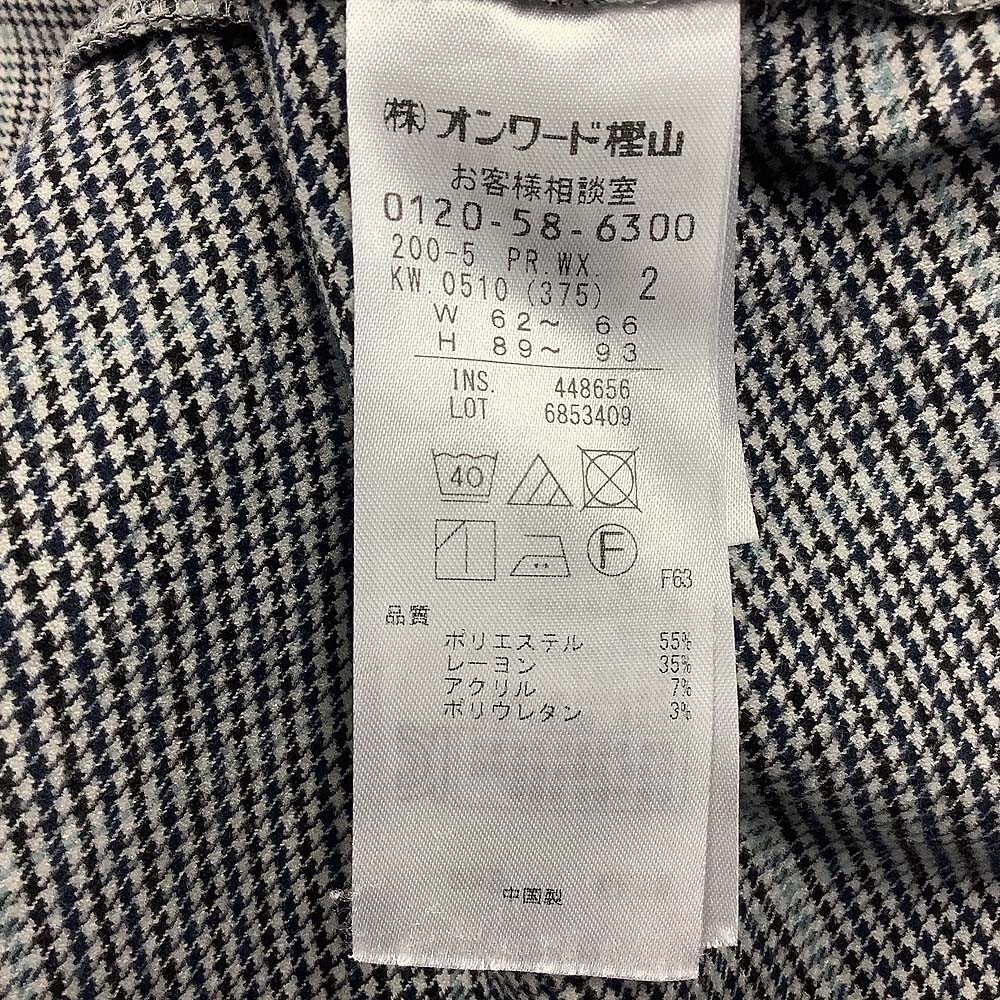 (株)オンワード樫山
お客様相談室
0120-58-6300
200-5 PR.WX.
KW.0510 (375) 2
W 62～ 66
H 89～ 93
INS. 448656
LOT 6853409
40
F
F63
品質
ポリエステル 55%
レーヨン 35%
アクリル 7%
ポリウレタン 3%
中国製